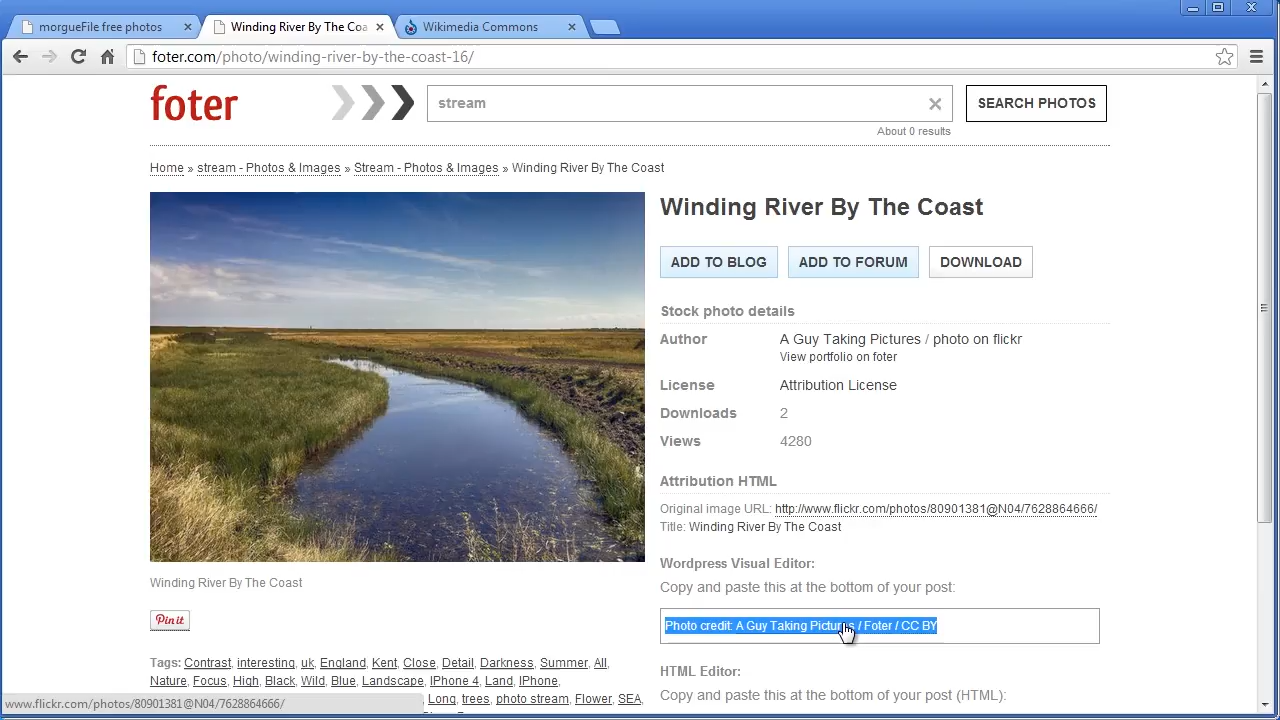 morgueFile free photos
Winding River By The Coa
Wikimedia Commons
foter.com/photo/winding-river-by-the-coast-16/
foter
stream
SEARCH PHOTOS
About 0 results
Home » stream - Photos & Images » Stream - Photos & Images » Winding River By The Coast
Winding River By The Coast
ADD TO BLOG
ADD TO FORUM
DOWNLOAD
Stock photo details
Author A Guy Taking Pictures / photo on flickr
View portfolio on foter
License Attribution License
Downloads 2
Views 4280
Attribution HTML
Original image URL: http://www.flickr.com/photos/80901381@N04/7628864666/
Title: Winding River By The Coast
Wordpress Visual Editor:
Copy and paste this at the bottom of your post:
Photo credit: A Guy Taking Pictures / Foter / CC BY
HTML Editor:
Copy and paste this at the bottom of your post (HTML):
Winding River By The Coast
Pin it
Tags: Contrast, interesting, uk, England, Kent, Close, Detail, Darkness, Summer, All,
Nature, Focus, High, Black, Wild, Blue, Landscape, IPhone 4, Land, IPhone,
Long, trees, photo stream, Flower, SEA,
www.flickr.com/photos/80901381@N04/7628864666/